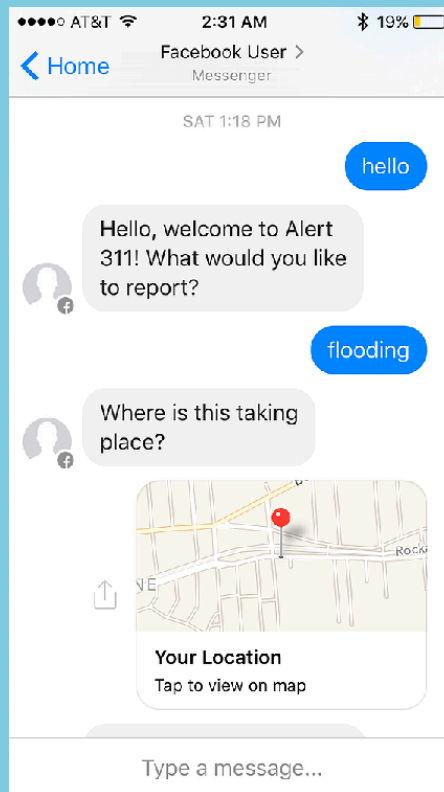 AT&T 2:31 AM 19%
Home
Facebook User >
Messenger
SAT 1:18 PM
hello
Hello, welcome to Alert
311! What would you like
to report?
flooding
Where is this taking
place?
Rock
NE
Your Location
Tap to view on map
Type a message...